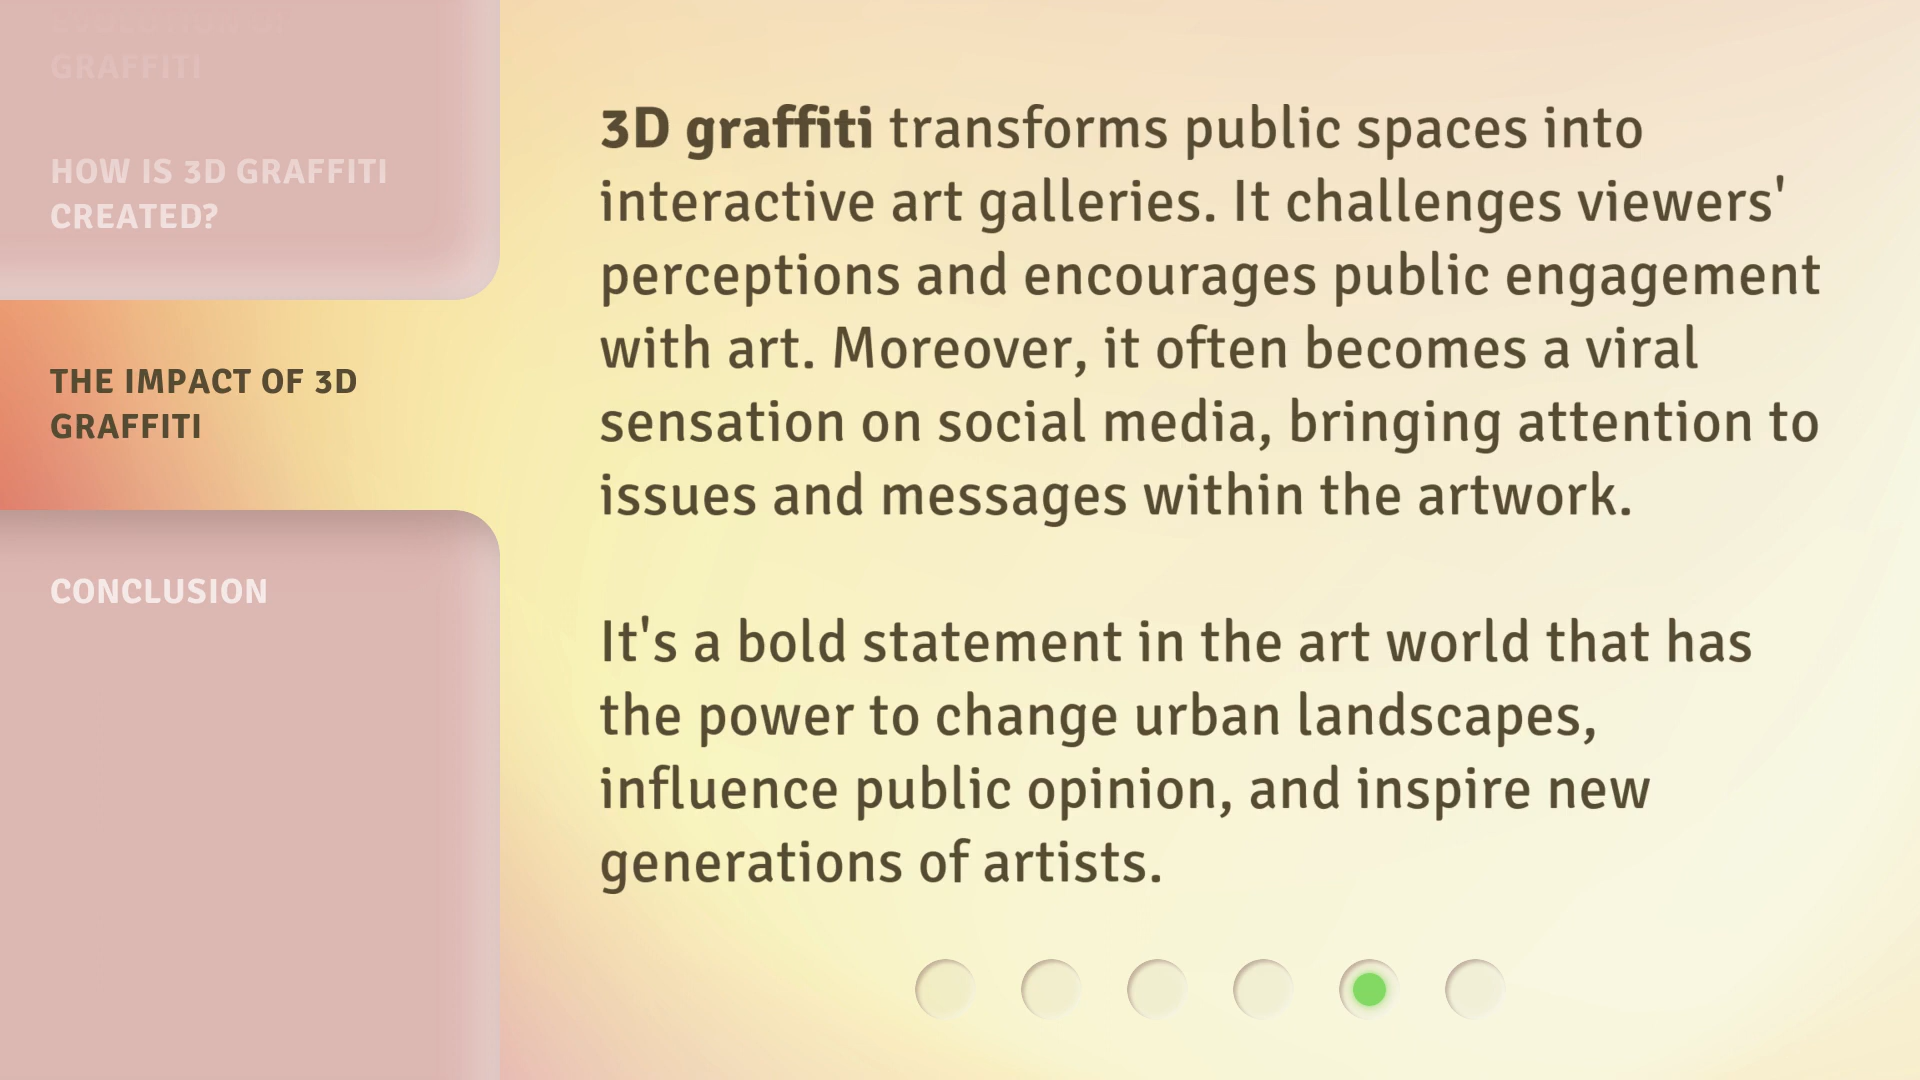 GRAFFITI
HOW IS 3D GRAFFITI
CREATED?
THE IMPACT OF 3D
GRAFFITI
CONCLUSION
3D graffiti transforms public spaces into
interactive art galleries. It challenges viewers'
perceptions and encourages public engagement
with art. Moreover, it often becomes a viral
sensation on social media, bringing attention to
issues and messages within the artwork.
It's a bold statement in the art world that has
the power to change urban landscapes,
influence public opinion, and inspire new
generations of artists.